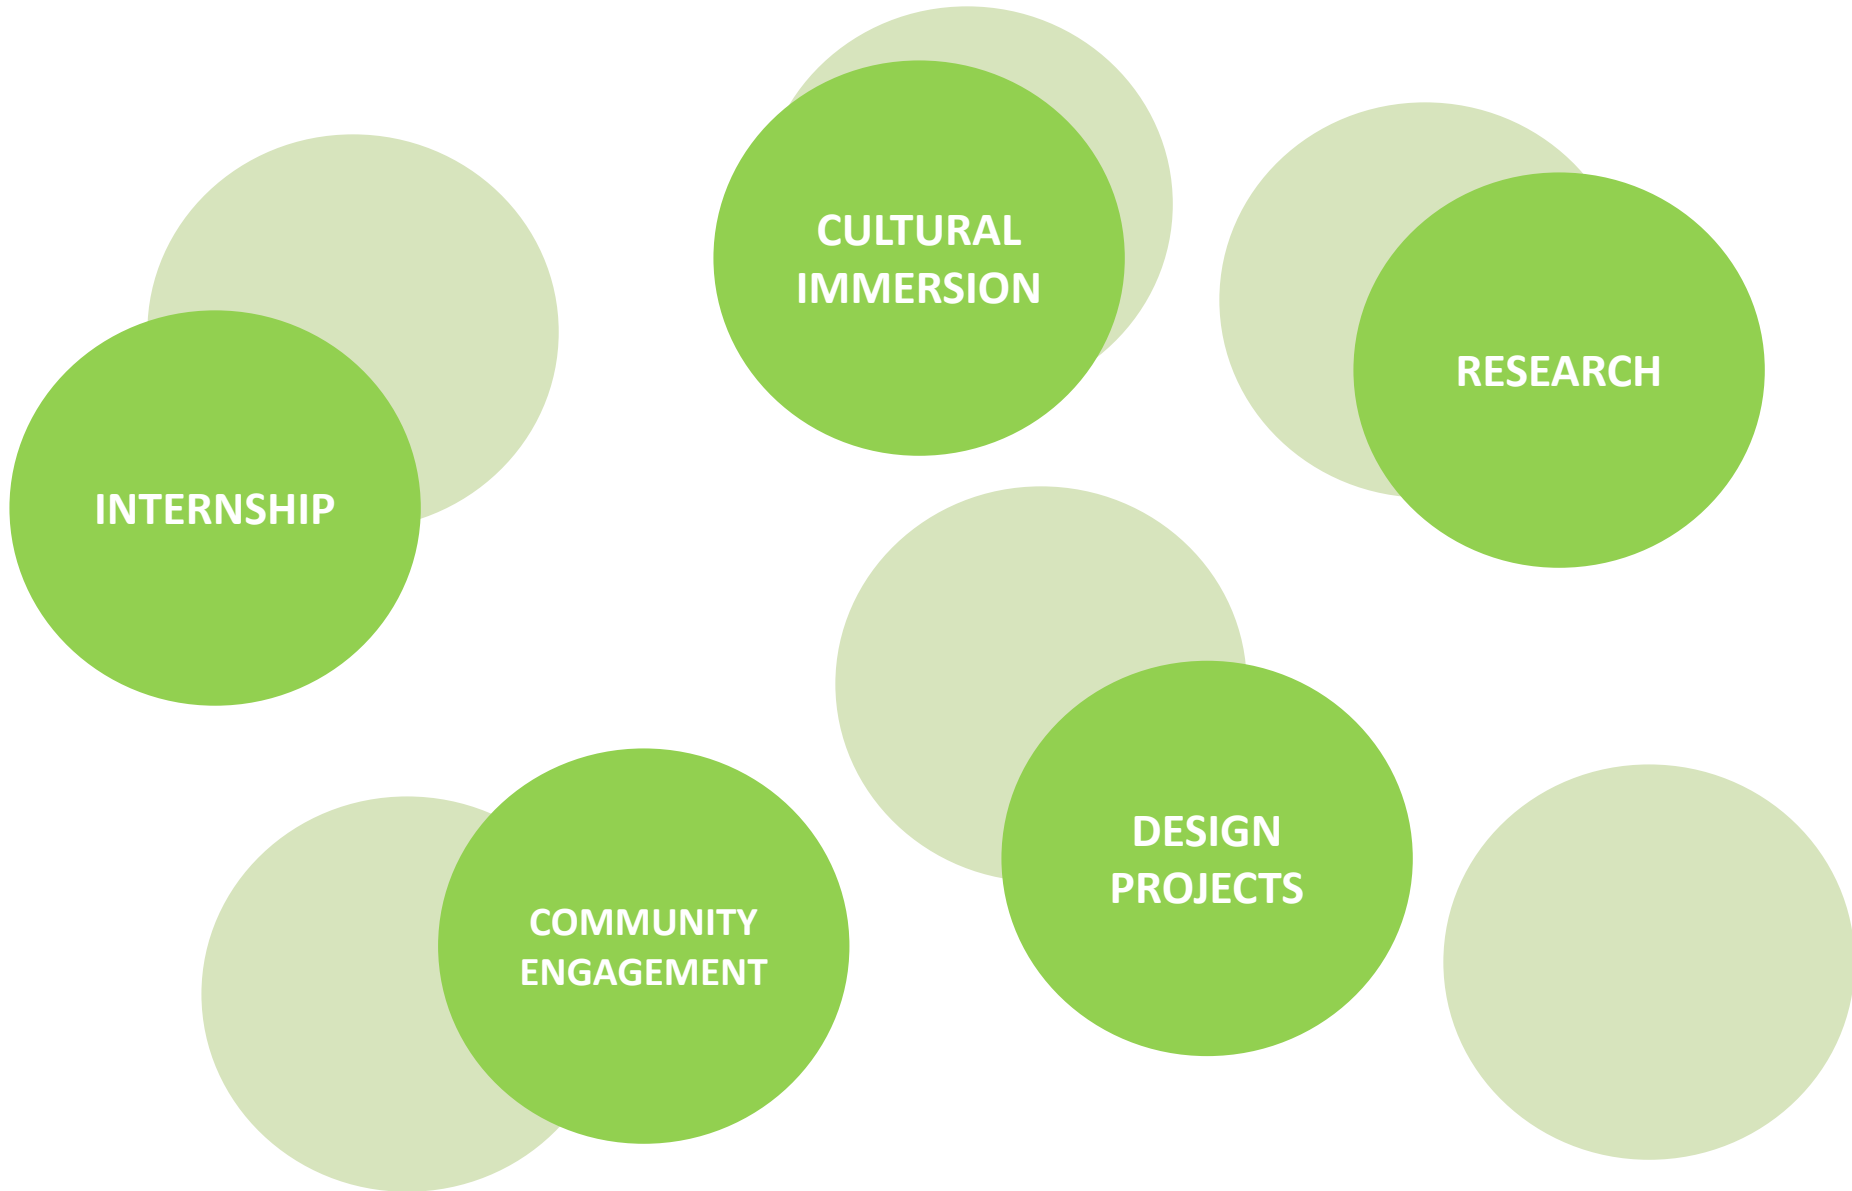 CULTURAL
IMMERSION
RESEARCH
INTERNSHIP
DESIGN
PROJECTS
COMMUNITY
ENGAGEMENT